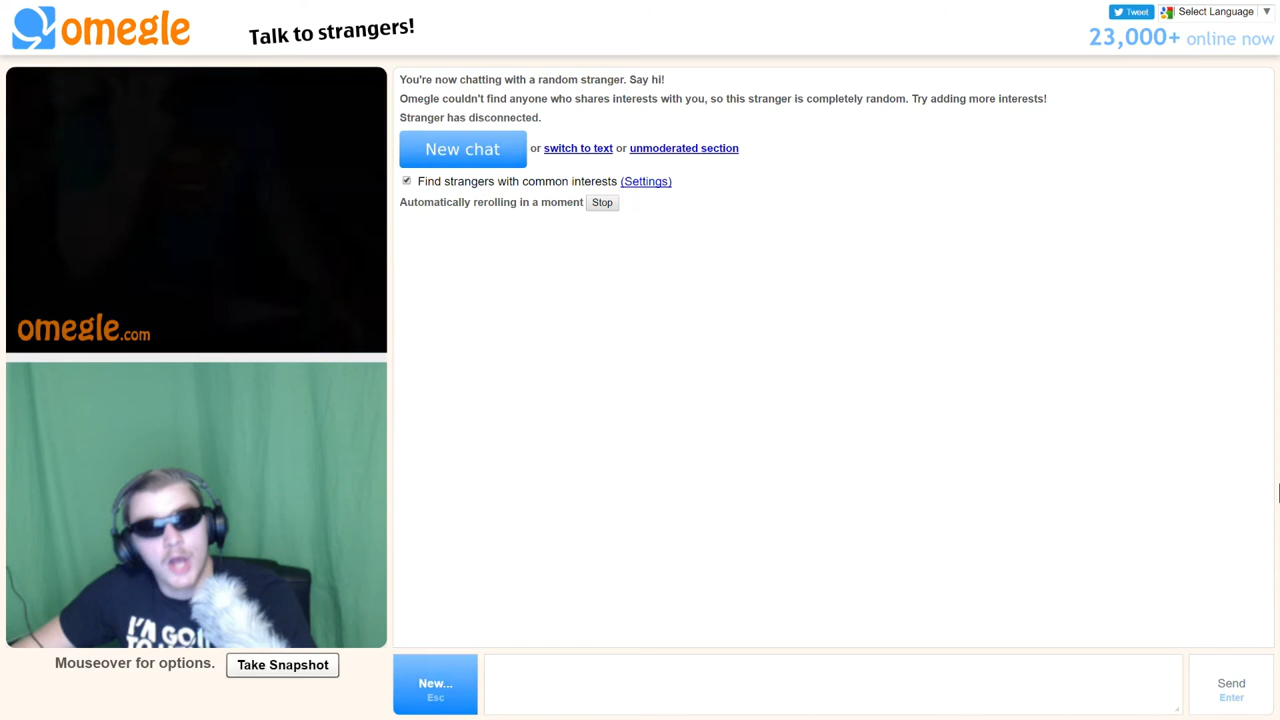 omegle
Talk to strangers!
Tweet
Select Language
23,000+ online now
You're now chatting with a random stranger. Say hi!
Omegle couldn't find anyone who shares interests with you, so this stranger is completely random. Try adding more interests!
Stranger has disconnected.
New chat or switch to text or unmoderated section
Find strangers with common interests (Settings)
Automatically rerolling in a moment Stop
omegle.com
I'M GO
Mouseover for options. Take Snapshot
New...
Esc
Send
Enter